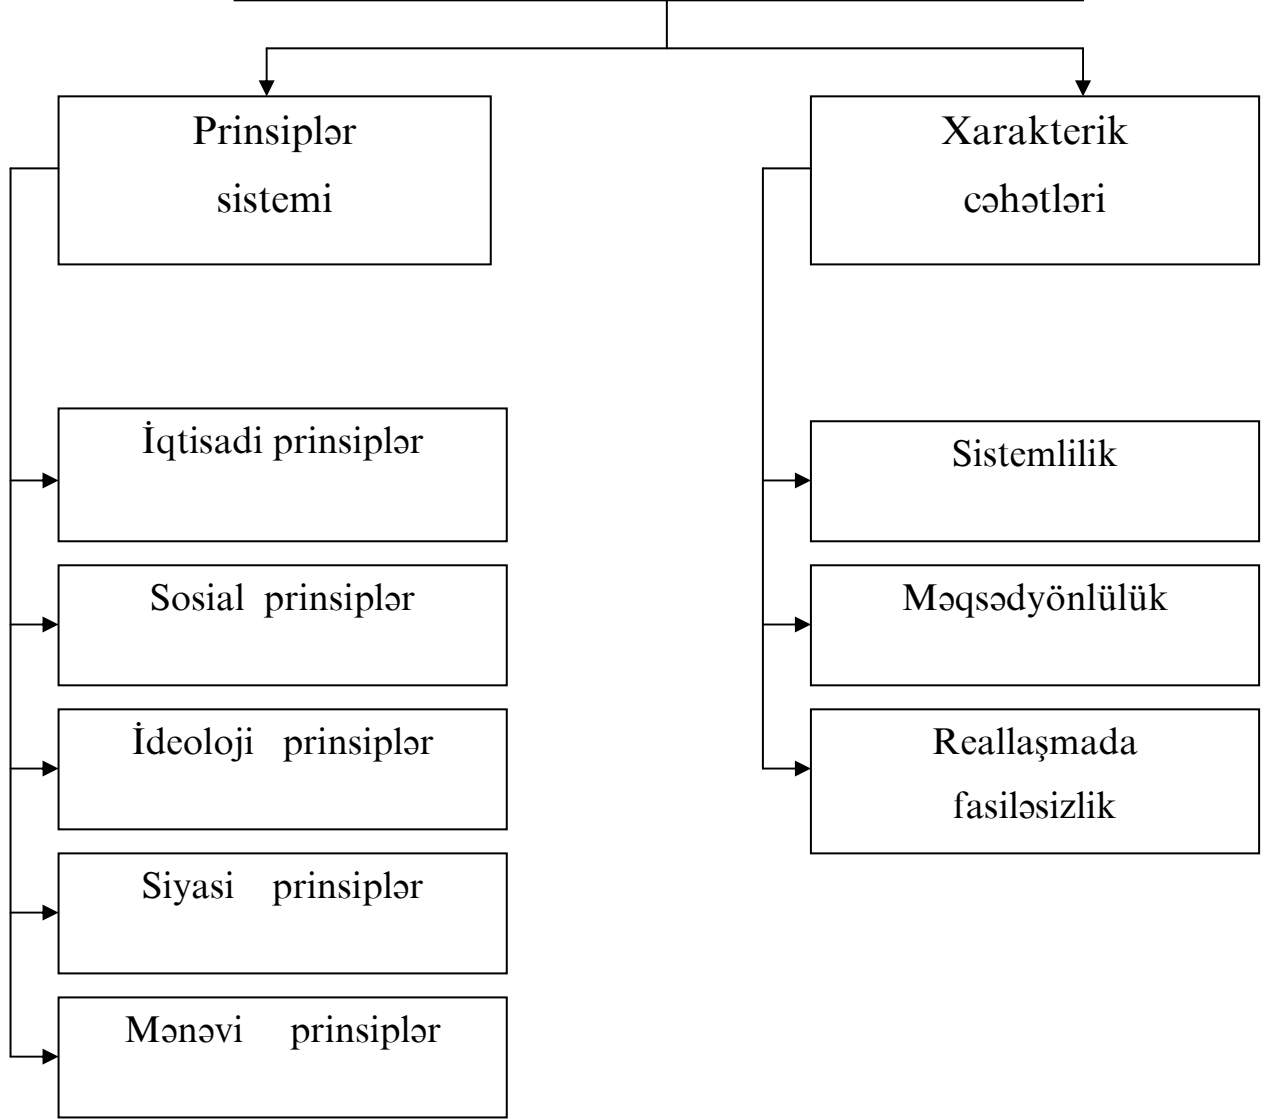 Prinsiplər
sistemi
İqtisadi prinsiplər
Sosial prinsiplər
İdeoloji prinsiplər
Siyasi prinsiplər
Mənəvi prinsiplər
Xarakterik
cəhətləri
Sistemlilik
Məqsədyönlülük
Reallaşmada
fasiləsizlik